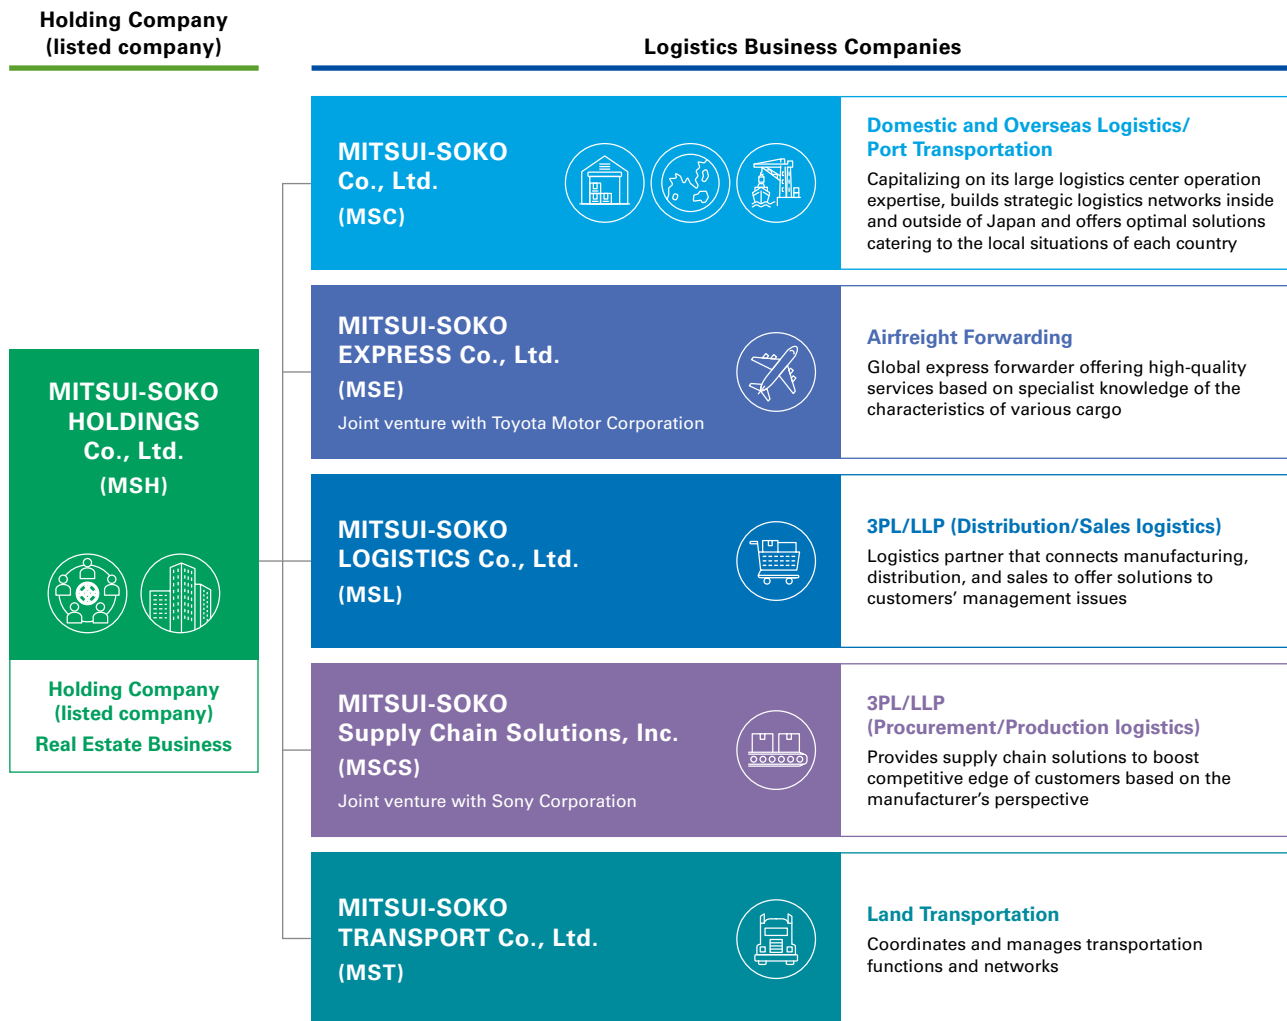 Holding Company
(listed company)
Logistics Business Companies
MITSUI-SOKO
HOLDINGS
Co., Ltd.
(MSH)
Holding Company
(listed company)
Real Estate Business
MITSUI-SOKO
Co., Ltd.
(MSC)
Domestic and Overseas Logistics/
Port Transportation
Capitalizing on its large logistics center operation
expertise, builds strategic logistics networks inside
and outside of Japan and offers optimal solutions
catering to the local situations of each country
MITSUI-SOKO
EXPRESS Co., Ltd.
(MSE)
Joint venture with Toyota Motor Corporation
Airfreight Forwarding
Global express forwarder offering high-quality
services based on specialist knowledge of the
characteristics of various cargo
MITSUI-SOKO
LOGISTICS Co., Ltd.
(MSL)
3PL/LLP (Distribution/Sales logistics)
Logistics partner that connects manufacturing,
distribution, and sales to offer solutions to
customers’ management issues
MITSUI-SOKO
Supply Chain Solutions, Inc.
(MSCS)
Joint venture with Sony Corporation
3PL/LLP
(Procurement/Production logistics)
Provides supply chain solutions to boost
competitive edge of customers based on the
manufacturer’s perspective
MITSUI-SOKO
TRANSPORT Co., Ltd.
(MST)
Land Transportation
Coordinates and manages transportation
functions and networks